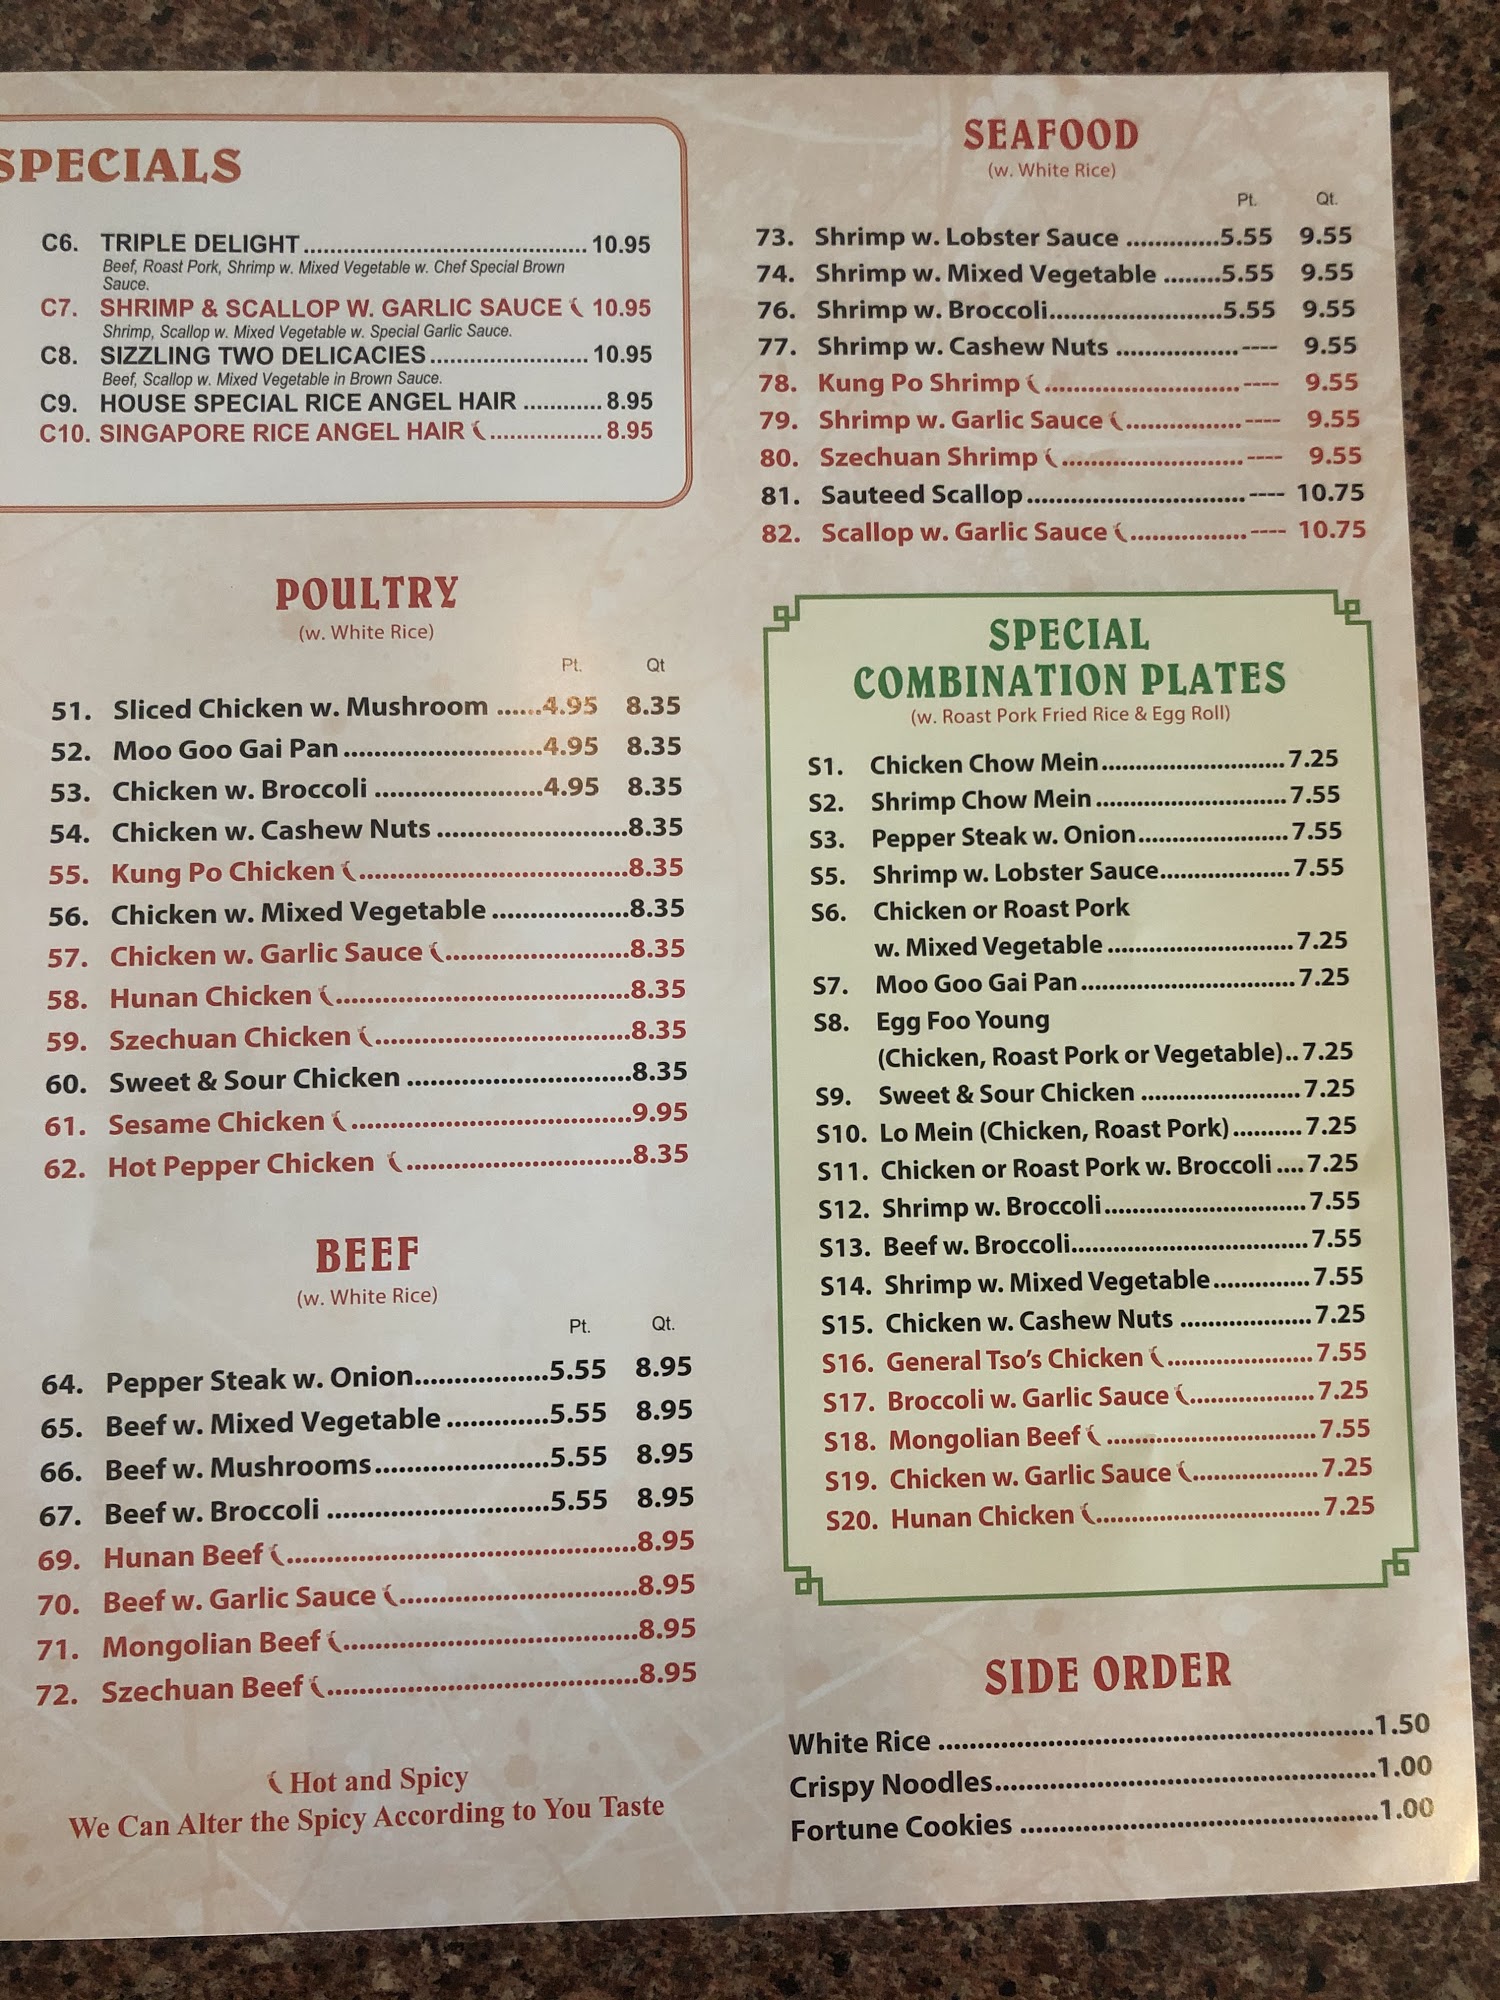 SPECIALS
C6. TRIPLE DELIGHT .......... 10.95
Beef, Roast Pork, Shrimp w. Mixed Vegetable w. Chef Special Brown
Sauce.
C7. SHRIMP & SCALLOP W. GARLIC SAUCE 10.95
Shrimp, Scallop w. Mixed Vegetable w. Special Garlic Sauce.
C8. SIZZLING TWO DELICACIES .......... 10.95
Beef, Scallop w. Mixed Vegetable in Brown Sauce.
C9. HOUSE SPECIAL RICE ANGEL HAIR .......... 8.95
C10. SINGAPORE RICE ANGEL HAIR .......... 8.95
POULTRY
(w. White Rice)
Pt. Qt
51. Sliced Chicken w. Mushroom ......4.95 8.35
52. Moo Goo Gai Pan ..........4.95 8.35
53. Chicken w. Broccoli ..........4.95 8.35
54. Chicken w. Cashew Nuts ..........8.35
55. Kung Po Chicken ..........8.35
56. Chicken w. Mixed Vegetable ..........8.35
57. Chicken w. Garlic Sauce ..........8.35
58. Hunan Chicken ..........8.35
59. Szechuan Chicken ..........8.35
60. Sweet & Sour Chicken ..........8.35
61. Sesame Chicken ..........9.95
62. Hot Pepper Chicken ..........8.35
BEEF
(w. White Rice)
Pt. Qt.
64. Pepper Steak w. Onion..........5.55 8.95
65. Beef w. Mixed Vegetable ..........5.55 8.95
66. Beef w. Mushrooms..........5.55 8.95
67. Beef w. Broccoli ..........5.55 8.95
69. Hunan Beef ..........8.95
70. Beef w. Garlic Sauce ..........8.95
71. Mongolian Beef ..........8.95
72. Szechuan Beef ..........8.95
Hot and Spicy
We Can Alter the Spicy According to You Taste
SEAFOOD
(w. White Rice)
Pt. Qt.
73. Shrimp w. Lobster Sauce ..........5.55 9.55
74. Shrimp w. Mixed Vegetable ........5.55 9.55
76. Shrimp w. Broccoli..........5.55 9.55
77. Shrimp w. Cashew Nuts ..........---- 9.55
78. Kung Po Shrimp ..........---- 9.55
79. Shrimp w. Garlic Sauce ..........---- 9.55
80. Szechuan Shrimp ..........---- 9.55
81. Sauteed Scallop..........---- 10.75
82. Scallop w. Garlic Sauce ..........---- 10.75
SPECIAL
COMBINATION PLATES
(w. Roast Pork Fried Rice & Egg Roll)
S1. Chicken Chow Mein..........7.25
S2. Shrimp Chow Mein..........7.55
S3. Pepper Steak w. Onion..........7.55
S5. Shrimp w. Lobster Sauce..........7.55
S6. Chicken or Roast Pork
w. Mixed Vegetable ..........7.25
S7. Moo Goo Gai Pan..........7.25
S8. Egg Foo Young
(Chicken, Roast Pork or Vegetable)..7.25
S9. Sweet & Sour Chicken ..........7.25
S10. Lo Mein (Chicken, Roast Pork)..........7.25
S11. Chicken or Roast Pork w. Broccoli ....7.25
S12. Shrimp w. Broccoli..........7.55
S13. Beef w. Broccoli..........7.55
S14. Shrimp w. Mixed Vegetable..........7.55
S15. Chicken w. Cashew Nuts ..........7.25
S16. General Tso's Chicken ..........7.55
S17. Broccoli w. Garlic Sauce ..........7.25
S18. Mongolian Beef ..........7.55
S19. Chicken w. Garlic Sauce ..........7.25
S20. Hunan Chicken ..........7.25
SIDE ORDER
White Rice ..........1.50
Crispy Noodles..........1.00
Fortune Cookies ..........1.00